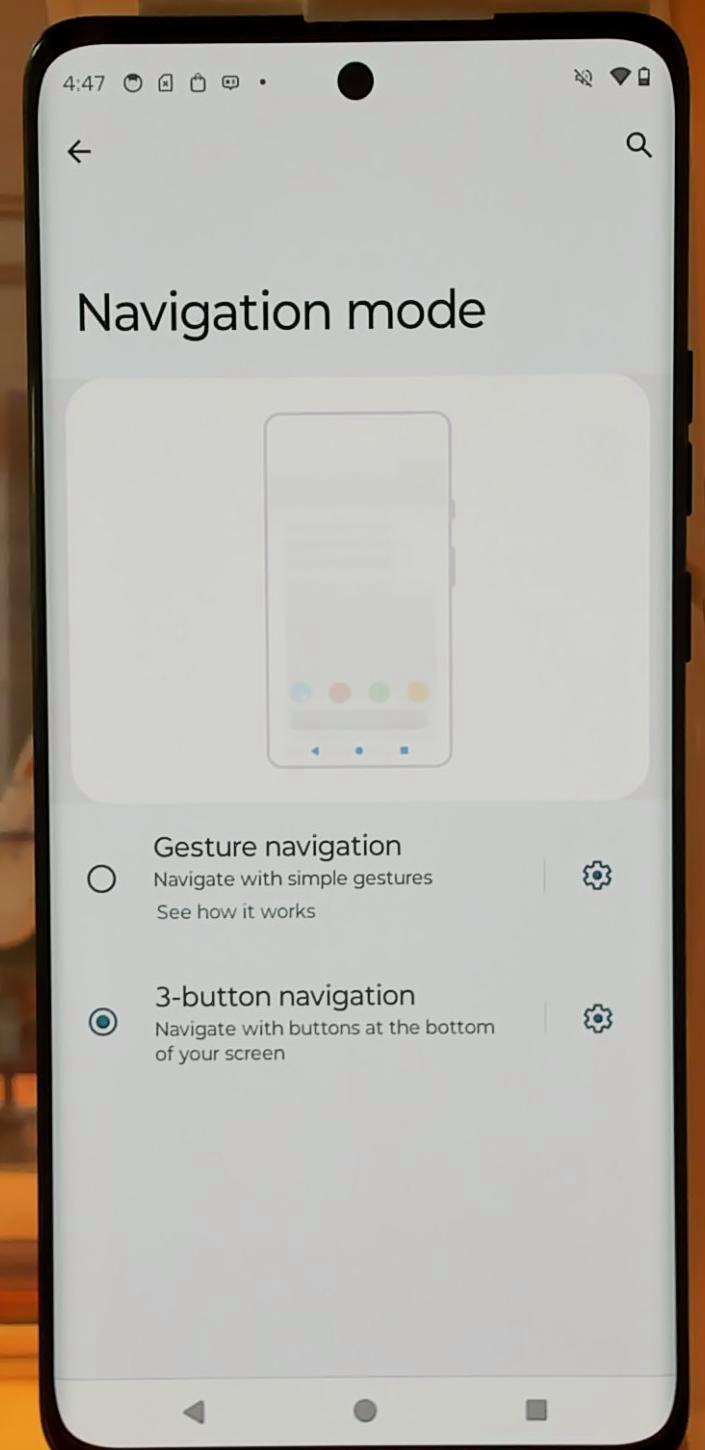 4:47
Navigation mode
Gesture navigation
Navigate with simple gestures
See how it works
3-button navigation
Navigate with buttons at the bottom
of your screen